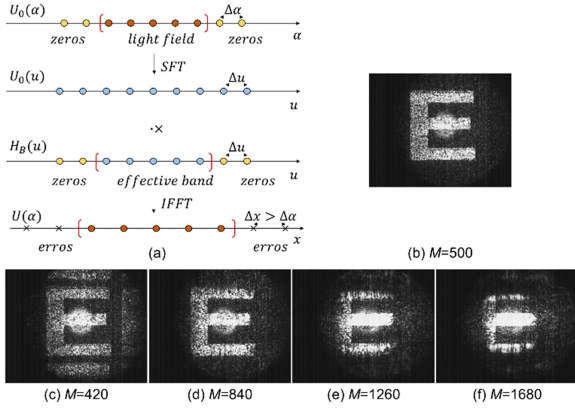 U₀(α) Δα
zeros light field zeros α
SFT
U₀(u) Δu
u
·×
H_B(u) Δu
zeros effective band zeros u
IFFT
U(α) Δx > Δα
erros erros x
(a)
(b) M=500
(c) M=420 (d) M=840 (e) M=1260 (f) M=1680
E
E E E E